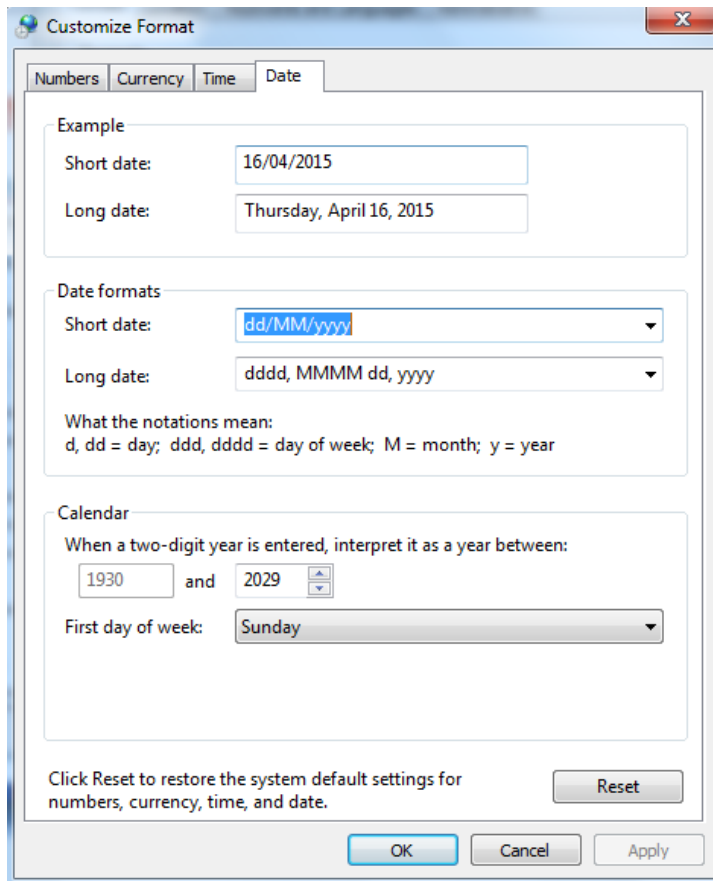 Customize Format
Numbers Currency Time Date
Example
Short date: 16/04/2015
Long date: Thursday, April 16, 2015
Date formats
Short date: dd/MM/yyyy
Long date: dddd, MMMM dd, yyyy
What the notations mean:
d, dd = day; ddd, dddd = day of week; M = month; y = year
Calendar
When a two-digit year is entered, interpret it as a year between:
1930 and 2029
First day of week: Sunday
Click Reset to restore the system default settings for
numbers, currency, time, and date.
Reset
OK Cancel Apply